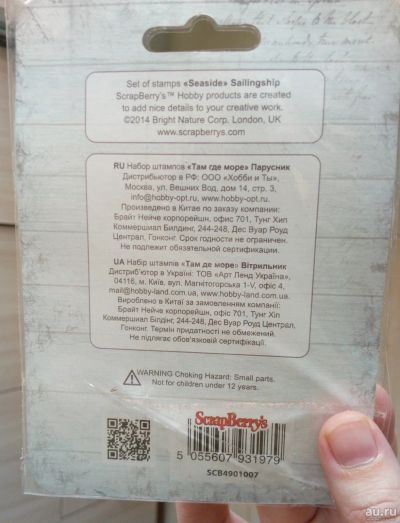 Set of stamps «Seaside» Sailingship
ScrapBerry's™ Hobby products are created
to add nice details to your creative work.
©2014 Bright Nature Corp. London, UK
www.scrapberrys.com
RU Набор штампов «Там где море» Парусник
Дистрибьютор в РФ: ООО «Хобби и Ты»,
Москва, ул. Вешних Вод, дом 14, стр. 3,
info@hobby-opt.ru, www.hobby-opt.ru.
Произведено в Китае по заказу компании:
Брайт Нейче корпорейшн, офис 701, Тунг Хип
Коммершиал Билдинг, 244-248, Дес Вуар Роуд
Централ, Гонконг. Срок годности не ограничен.
Не подлежит обязательной сертификации.
UA Набір штампів «Там де море» Вітрильник
Дистриб'ютор в Україні: ТОВ «Арт Ленд Україна»,
04116, м. Київ, вул. Магнітогорська 1-V, офіс 4,
mail@hobby-land.com.ua, www.hobby-land.com.ua.
Вироблено в Китаї за замовленням компанії:
Брайт Нейче корпорейшн, офіс 701, Тунг Хіп
Коммершіал Білдінг, 244-248, Дес Вуар Роуд Централ,
Гонконг. Термін придатності не обмежений.
Не підлягає обов'язковій сертифікації.
WARNING Choking Hazard: Small parts.
Not for children under 12 years.
ScrapBerry's
5 055607 931979
SCB4901007
au.ru